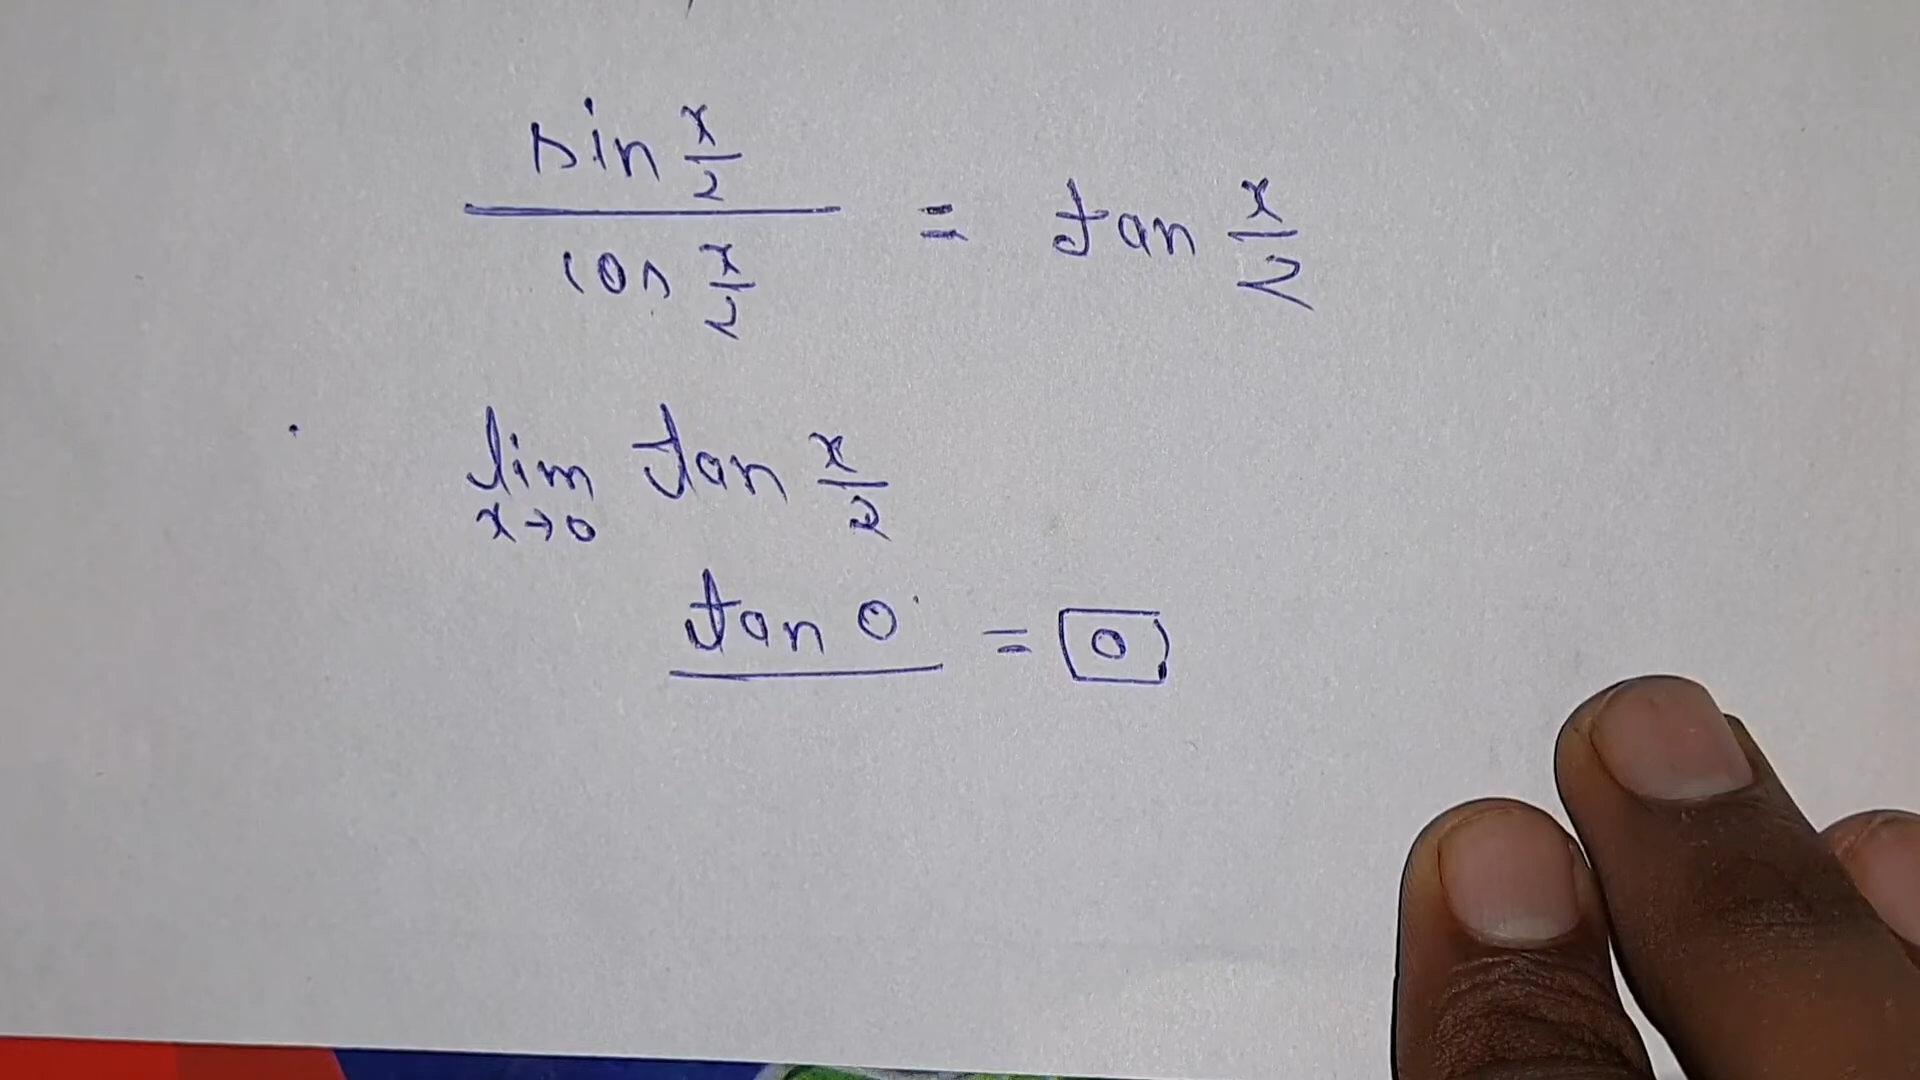 sin x/2 / cos x/2 = tan x/2
lim x→0 tan x/2
tan 0 = 0